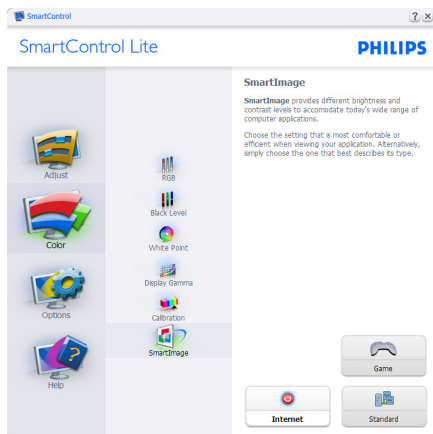 SmartControl
SmartControl Lite
PHILIPS
Adjust
Color
Options
Help
RGB
Black Level
White Point
Display Gamma
Calibration
SmartImage
SmartImage
SmartImage provides different brightness and
contrast levels to accomodate today's wide range of
computer applications.
Choose the setting that is most comfortable or
efficient when viewing your application. Alternatively,
simply choose the one that best describes its type.
Game
Internet
Standard